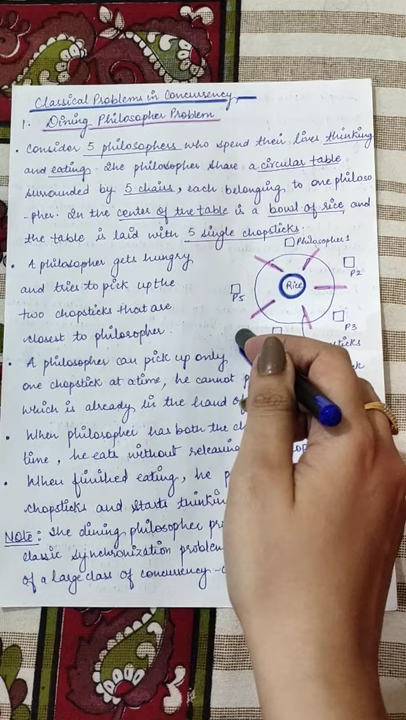 Classical Problems in Concurrency
1. Dining Philosopher Problem
• Consider 5 philosophers who spend their lives thinking
and eating. The philosopher share a circular table
surrounded by 5 chairs, each belonging to one philoso
-pher. In the center of the table is a bowl of rice, and
the table is laid with 5 single chopsticks.
• A philosopher gets hungry
and tries to pick up the
two chopsticks that are
closest to philosopher.
Philosopher 1
P2
Rice
P5
P3
• A philosopher can pick up only
one chopstick at a time, he cannot
which is already in the hand
• When philosopher has both the
time, he eats without releasing
• When finished eating, he
chopsticks and starts
Note: The dining philosopher
classic synchronization
of a large class of concurrency